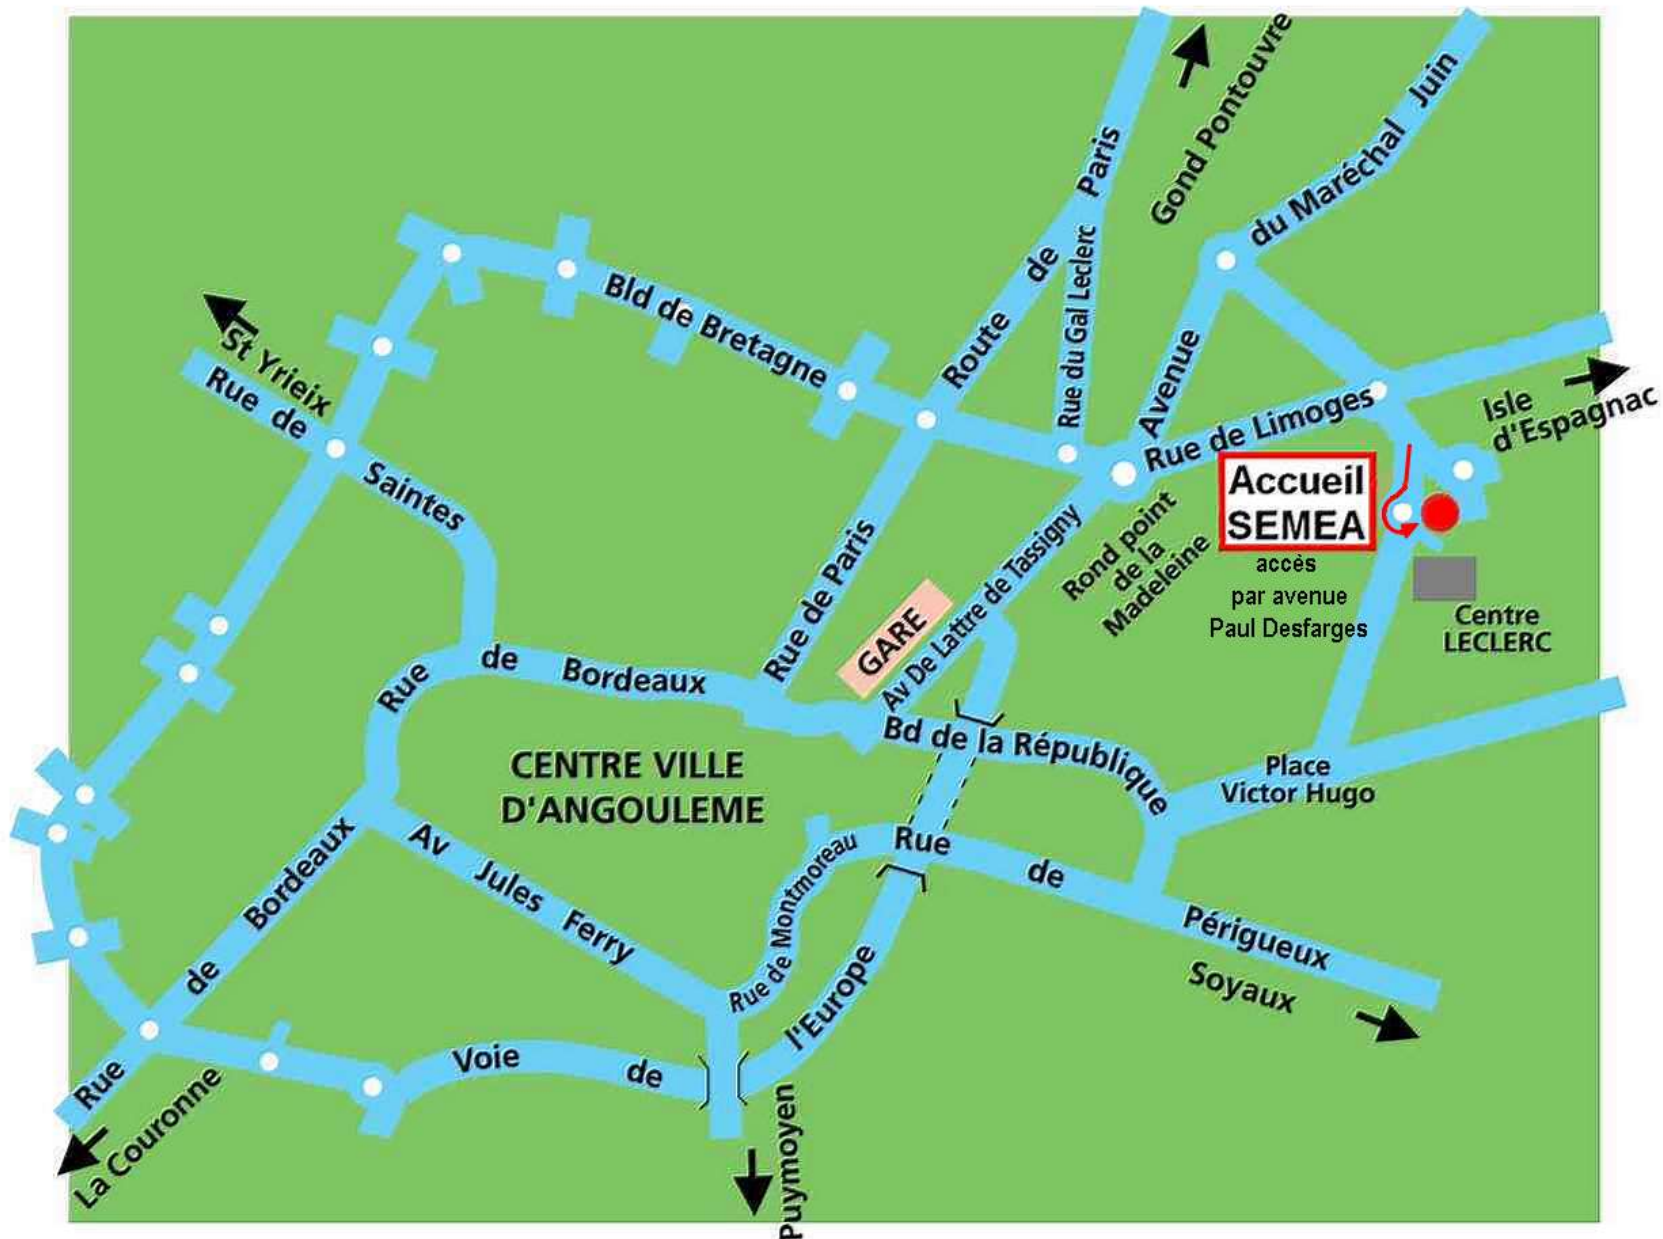 Gond Pontouvre
Route de Paris
Rue du Gal Leclerc
Avenue du Maréchal Juin
St Yrieix
Rue de Saintes
Bld de Bretagne
Rue de Limoges
Isle
d'Espagnac
Accueil
SEMEA
accès
par avenue
Paul Desfarges
Centre
LECLERC
Rond point
de la
Madeleine
Rue de Paris
GARE
Av De Lattre de Tassigny
Rue de Bordeaux
Bd de la République
Place
Victor Hugo
CENTRE VILLE
D'ANGOULEME
Av Jules Ferry
Rue de Montmoreau
Rue de Périgueux
Soyaux
Rue de Bordeaux
La Couronne
Voie de l'Europe
Puymoyen